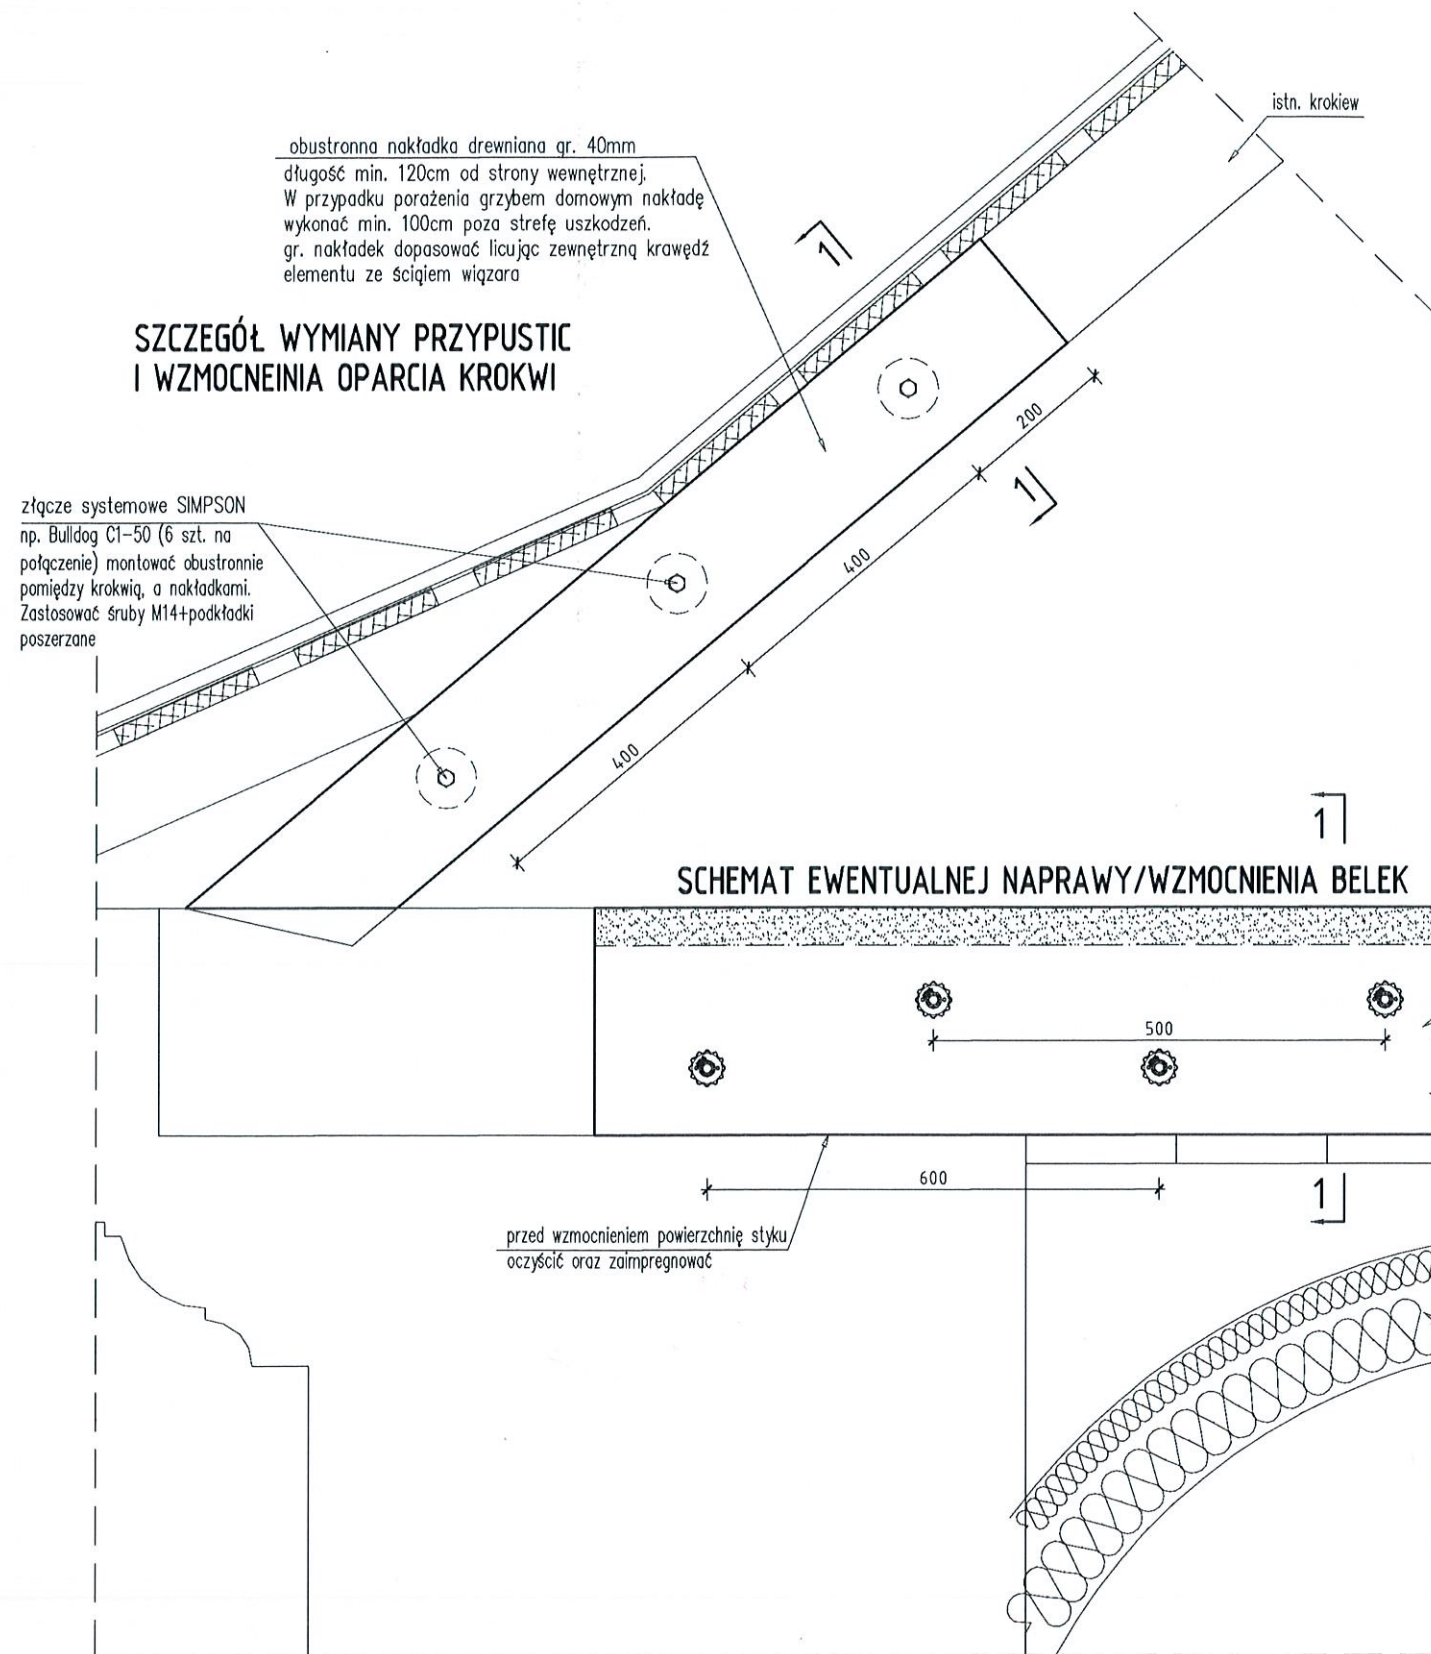 istn. krokiew
obustronna nakładka drewniana gr. 40mm
długość min. 120cm od strony wewnętrznej.
W przypadku porażenia grzybem domowym nakładę
wykonać min. 100cm poza strefę uszkodzeń.
gr. nakładek dopasować licując zewnętrzną krawędź
elementu ze ściąiem wiązara
1
SZCZEGÓŁ WYMIANY PRZYPUSTIC
I WZMOCNEINIA OPARCIA KROKWI
200
1
złącze systemowe SIMPSON
np. Bulldog C1-50 (6 szt. na
połączenie) montować obustronnie
pomiędzy krokwią, a nakładkami.
Zastosować śruby M14+podkładki
poszerzane
400
400
1
SCHEMAT EWENTUALNEJ NAPRAWY/WZMOCNIENIA BELEK
500
600
1
przed wzmocnieniem powierzchnię styku
oczyścić oraz zaimpregnować